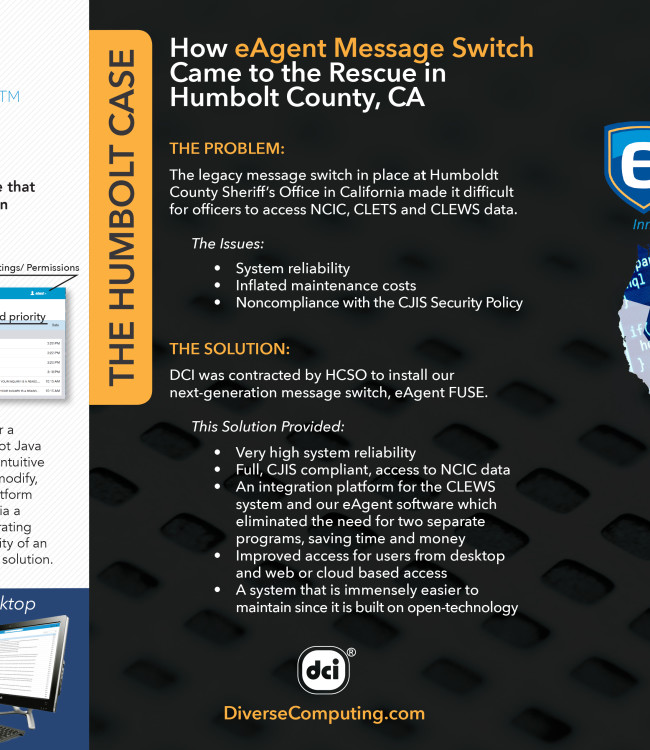 TM
e that
n
tings/ Permissions
d priority
r a
ot Java
ntuitive
modify,
tform
ia a
rating
ity of an
solution.
ktop
THE HUMBOLT CASE
How eAgent Message Switch
Came to the Rescue in
Humbolt County, CA
THE PROBLEM:
The legacy message switch in place at Humboldt
County Sheriff's Office in California made it difficult
for officers to access NCIC, CLETS and CLEWS data.
The Issues:
• System reliability
• Inflated maintenance costs
• Noncompliance with the CJIS Security Policy
THE SOLUTION:
DCI was contracted by HCSO to install our
next-generation message switch, eAgent FUSE.
This Solution Provided:
• Very high system reliability
• Full, CJIS compliant, access to NCIC data
• An integration platform for the CLEWS
system and our eAgent software which
eliminated the need for two separate
programs, saving time and money
• Improved access for users from desktop
and web or cloud based access
• A system that is immensely easier to
maintain since it is built on open-technology
dci®
DiverseComputing.com
e
Inn